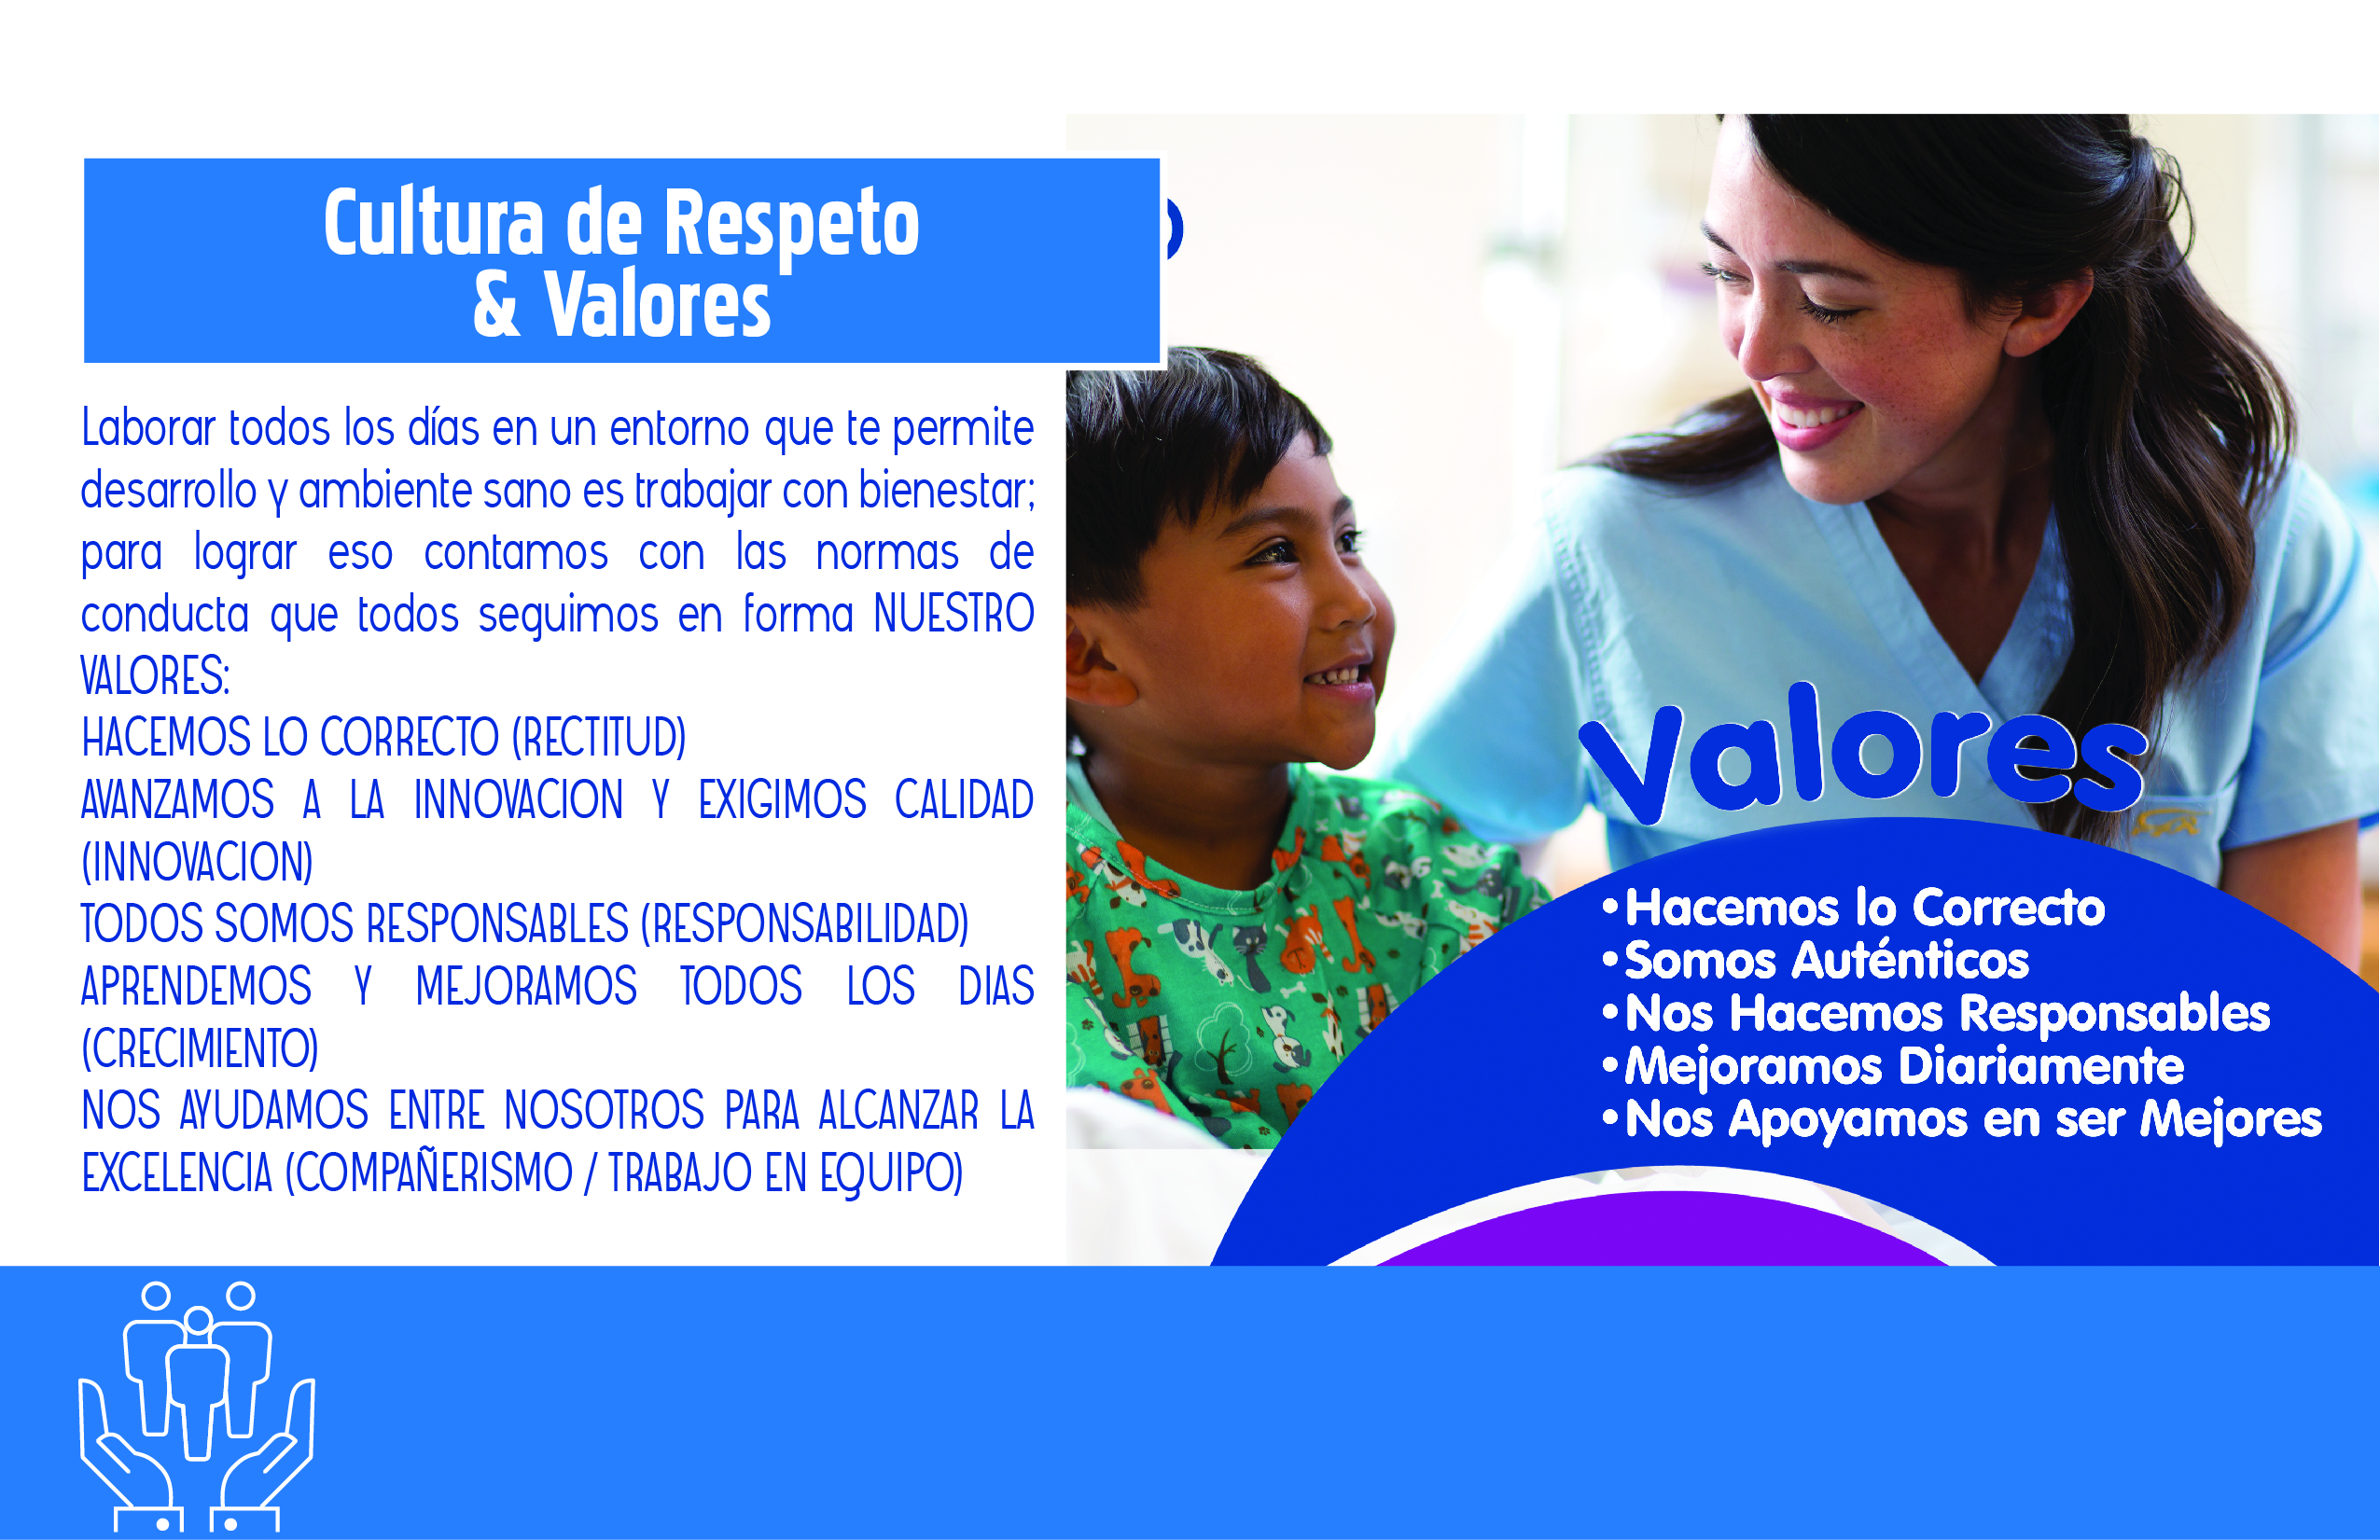 Cultura de Respeto
& Valores
Laborar todos los días en un entorno que te permite
desarrollo y ambiente sano es trabajar con bienestar;
para lograr eso contamos con las normas de
conducta que todos seguimos en forma NUESTRO
VALORES:
HACEMOS LO CORRECTO (RECTITUD)
AVANZAMOS A LA INNOVACION Y EXIGIMOS CALIDAD
(INNOVACION)
TODOS SOMOS RESPONSABLES (RESPONSABILIDAD)
APRENDEMOS Y MEJORAMOS TODOS LOS DIAS
(CRECIMIENTO)
NOS AYUDAMOS ENTRE NOSOTROS PARA ALCANZAR LA
EXCELENCIA (COMPAÑERISMO / TRABAJO EN EQUIPO)
Valores
•Hacemos lo Correcto
•Somos Auténticos
•Nos Hacemos Responsables
•Mejoramos Diariamente
•Nos Apoyamos en ser Mejores